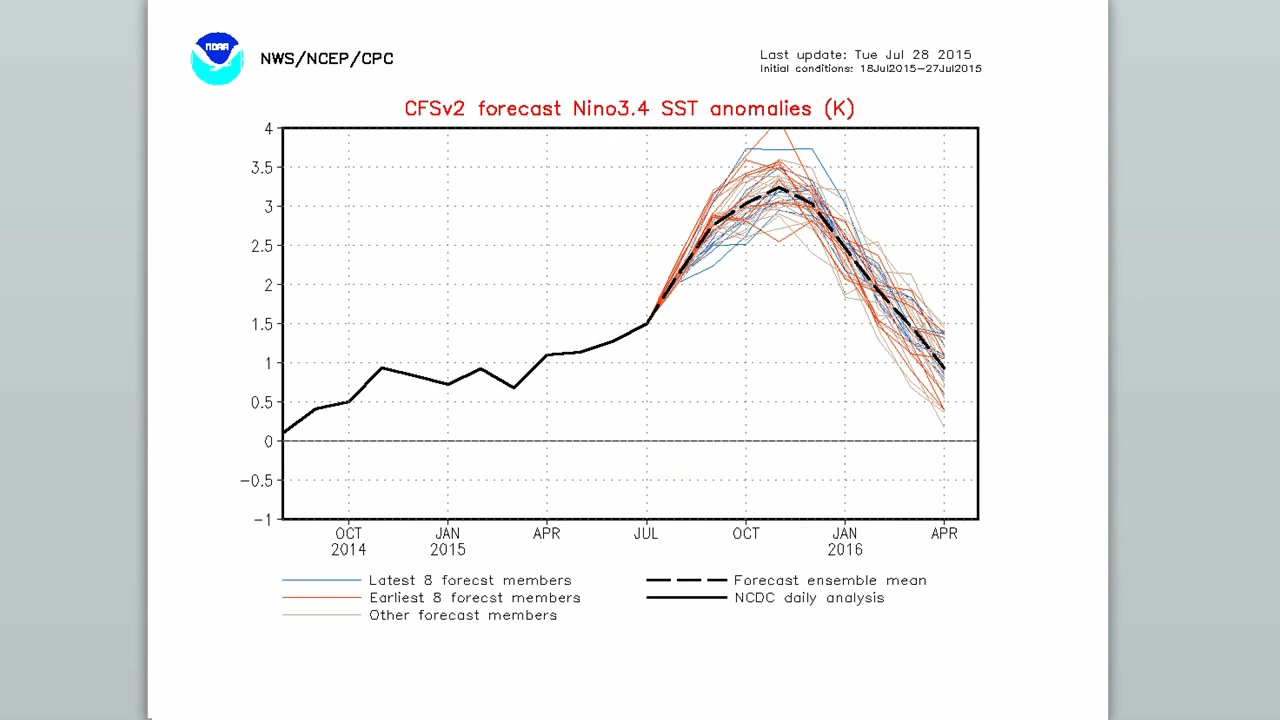 NOAA
NWS/NCEP/CPC
Last update: Tue Jul 28 2015
Initial conditions: 18Jul2015-27Jul2015
CFSv2 forecast Nino3.4 SST anomalies (K)
4
3.5
3
2.5
2
1.5
1
0.5
0
-0.5
-1
OCT JAN APR JUL OCT JAN APR
2014 2015 2016
Latest 8 forecst members
Earliest 8 forecst members
Other forecast members
Forecast ensemble mean
NCDC daily analysis